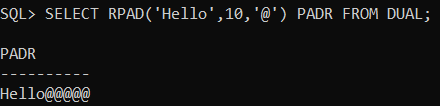 SQL> SELECT RPAD('Hello',10,'@') PADR FROM DUAL;
PADR
----------
Hello@@@@@